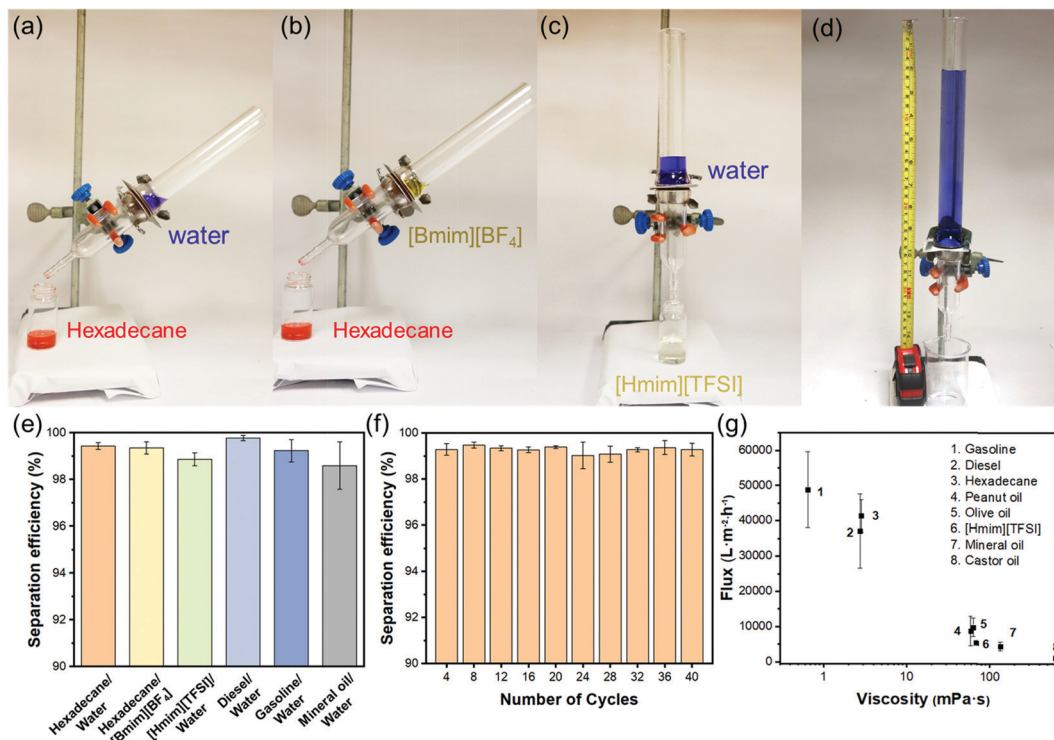 (a)
water
Hexadecane
(b)
[Bmim][BF₄]
Hexadecane
(c)
water
[Hmim][TFSI]
(d)
(e)
Separation efficiency (%)
100
98
96
94
92
90
Hexadecane/
Water
Hexadecane/
[Bmim][BF₄]
[Hmim][TFSI]/
Water
Diesel/
Water
Gasoline/
Water
Mineral oil/
Water
(f)
Separation efficiency (%)
100
99
98
97
96
95
94
93
92
91
90
4 8 12 16 20 24 28 32 36 40
Number of Cycles
(g)
Flux (L·m⁻²·h⁻¹)
60000
50000
40000
30000
20000
10000
0
1. Gasoline
2. Diesel
3. Hexadecane
4. Peanut oil
5. Olive oil
6. [Hmim][TFSI]
7. Mineral oil
8. Castor oil
1
3
2
4
5
6
7
1 10 100
Viscosity (mPa·s)